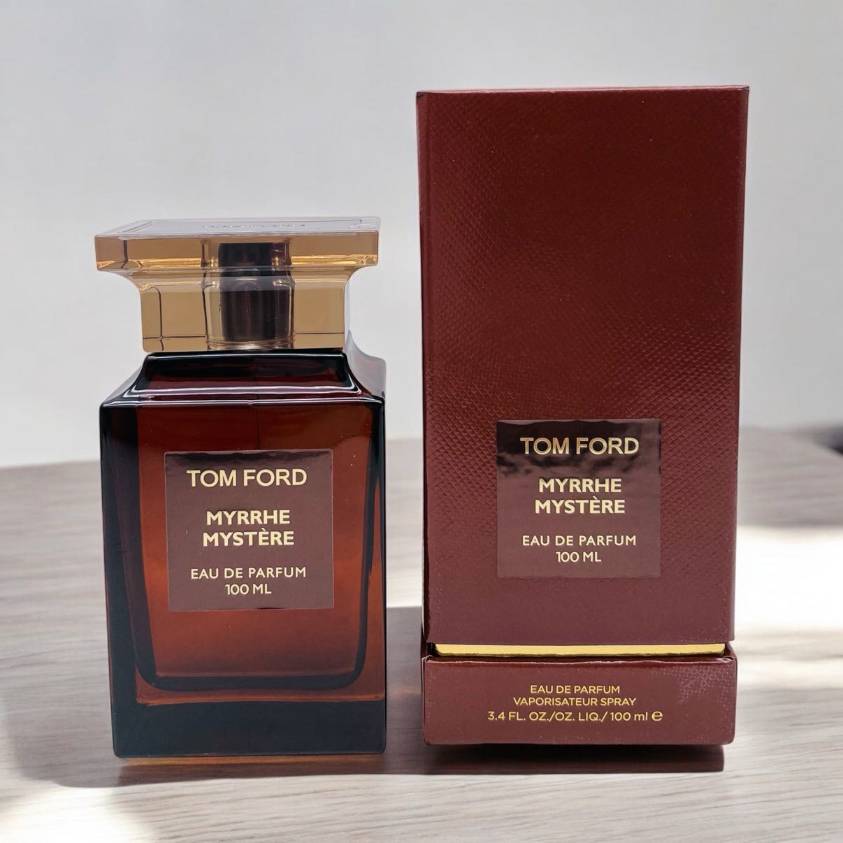 TOM FORD
MYRRHE
MYSTÈRE
EAU DE PARFUM
100 ML
TOM FORD
MYRRHE
MYSTÈRE
EAU DE PARFUM
100 ML
EAU DE PARFUM
VAPORISATEUR SPRAY
3.4 FL. OZ./OZ. LIQ./ 100 ml ℮